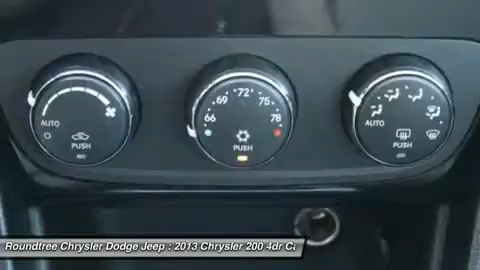 72
69 75
66 78
AUTO
PUSH
PUSH
AUTO
PUSH
Roundtree Chrysler Dodge Jeep : 2013 Chrysler 200 4dr C